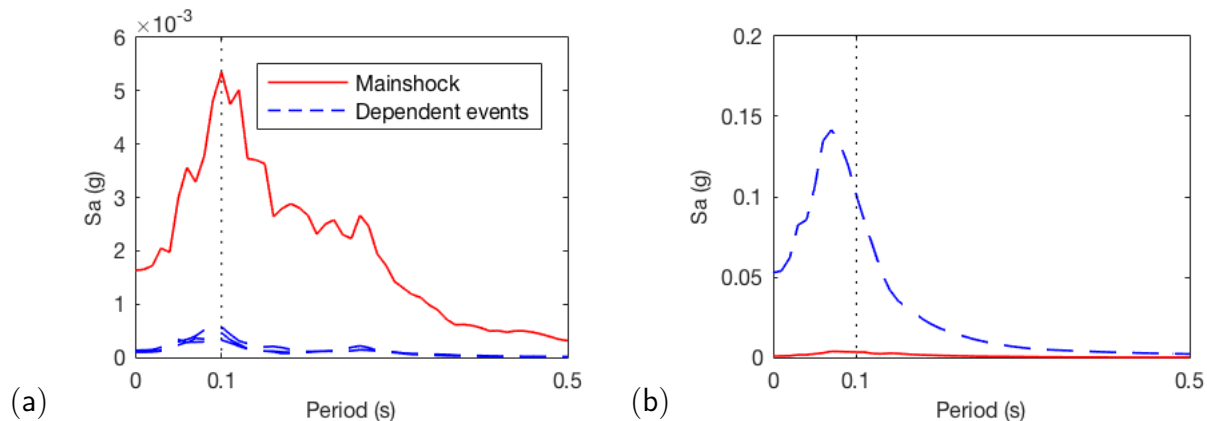 ×10⁻³
6
5
4
3
2
1
0
Sa (g)
Mainshock
Dependent events
0
0.1
0.5
Period (s)
(a)
0.2
0.15
0.1
0.05
0
Sa (g)
0
0.1
0.5
Period (s)
(b)